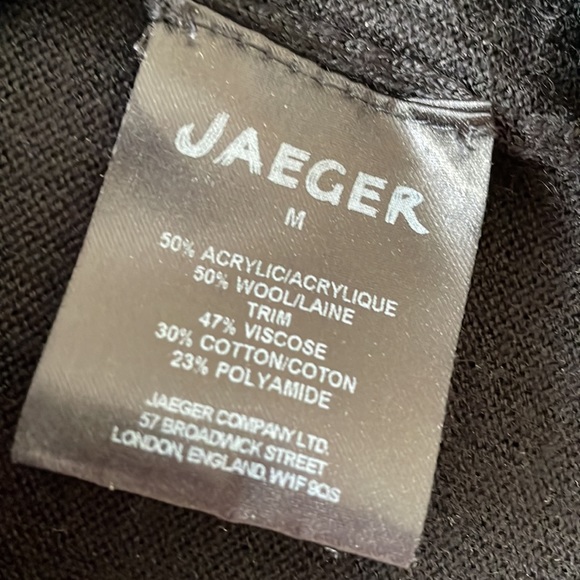 JAEGER
M
50% ACRYLIC/ACRYLIQUE
50% WOOL/LAINE
TRIM
47% VISCOSE
30% COTTON/COTON
23% POLYAMIDE
JAEGER COMPANY LTD.
57 BROADWICK STREET
LONDON, ENGLAND, W1F 9QS